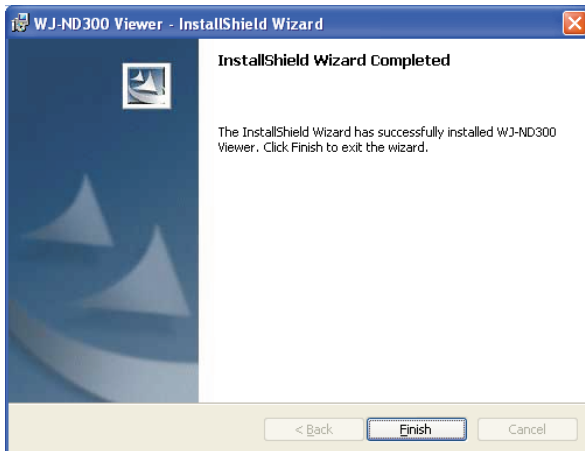 WJ-ND300 Viewer - InstallShield Wizard
InstallShield Wizard Completed
The InstallShield Wizard has successfully installed WJ-ND300
Viewer. Click Finish to exit the wizard.
< Back
Finish
Cancel